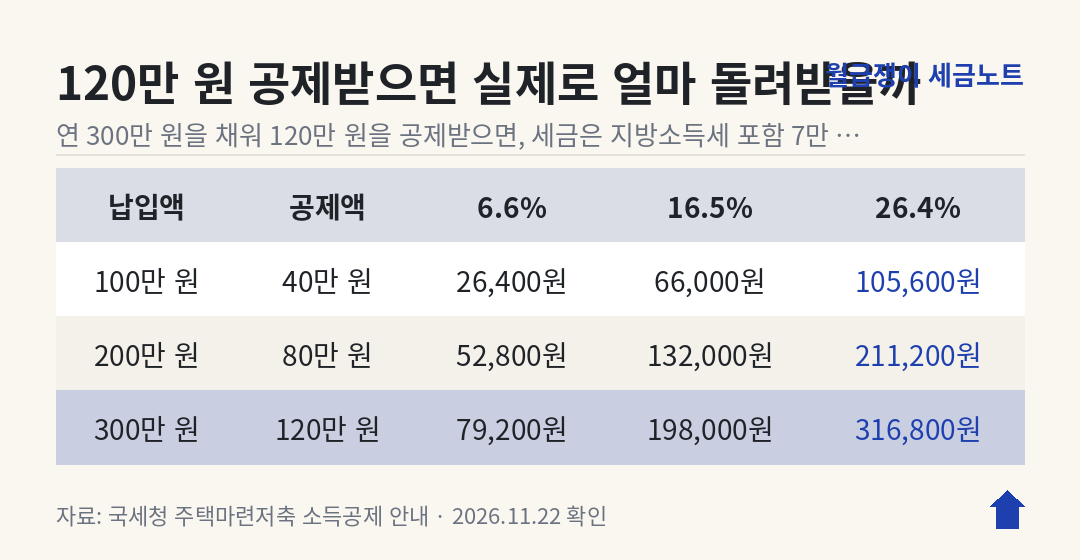 120만 원 공제받으면 실제로 얼마 돌려받을까
월급쟁이 세금노트
연 300만 원을 채워 120만 원을 공제받으면, 세금은 지방소득세 포함 7만 …
납입액 공제액 6.6% 16.5% 26.4%
100만 원 40만 원 26,400원 66,000원 105,600원
200만 원 80만 원 52,800원 132,000원 211,200원
300만 원 120만 원 79,200원 198,000원 316,800원
자료: 국세청 주택마련저축 소득공제 안내 · 2026.11.22 확인